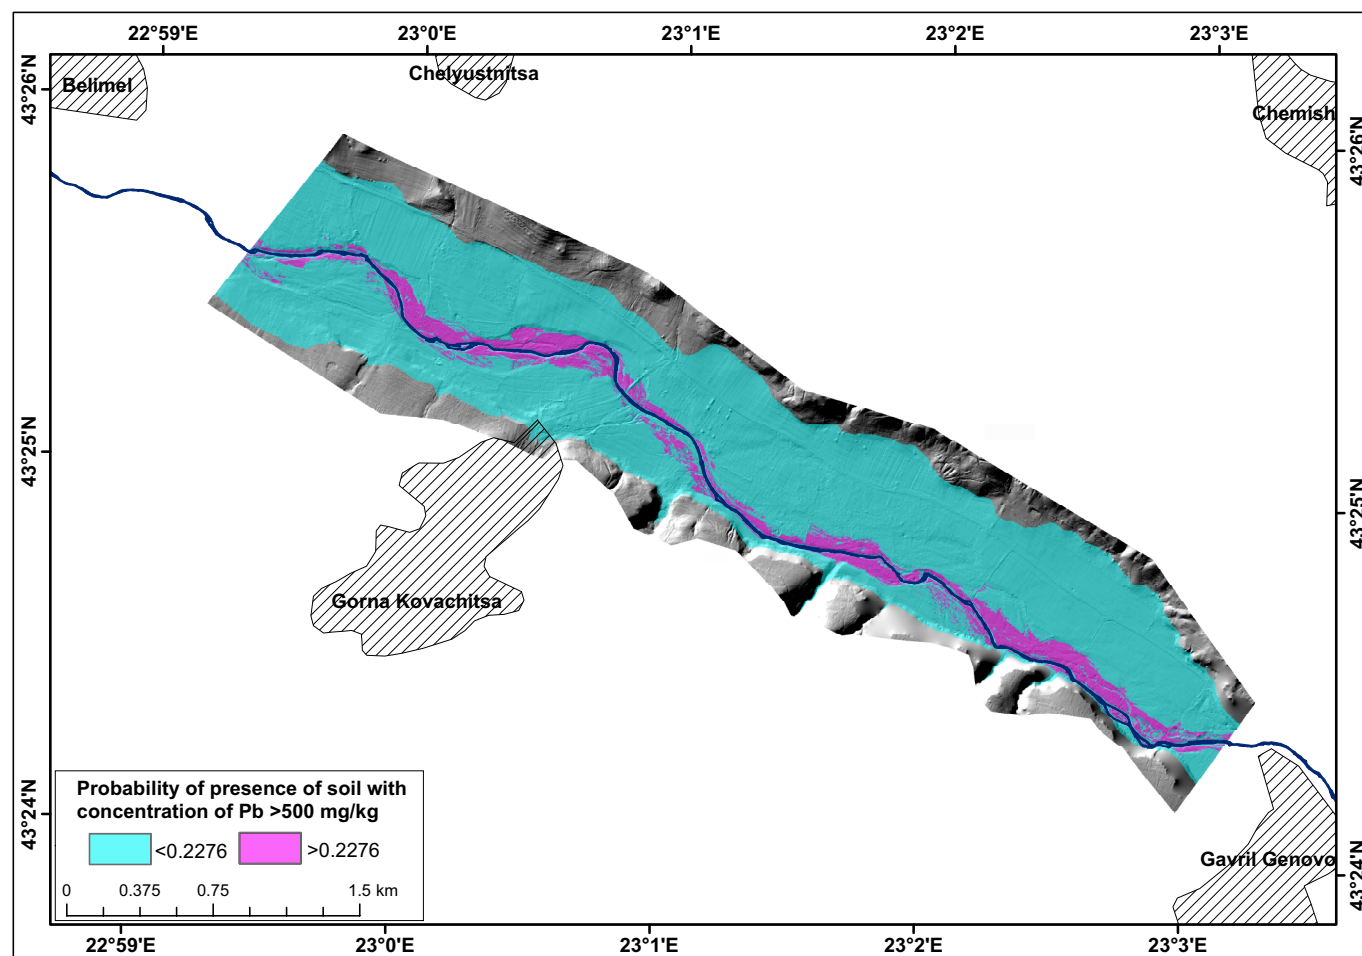 22°59'E 23°0'E 23°1'E 23°2'E 23°3'E
43°26'N
43°26'N
Belimel
Chelyustnitsa
Chemish
43°25'N
43°25'N
Gorna Kovachitsa
43°24'N
43°24'N
Gavril Genovo
Probability of presence of soil with
concentration of Pb >500 mg/kg
<0.2276 >0.2276
0 0.375 0.75 1.5 km
22°59'E 23°0'E 23°1'E 23°2'E 23°3'E